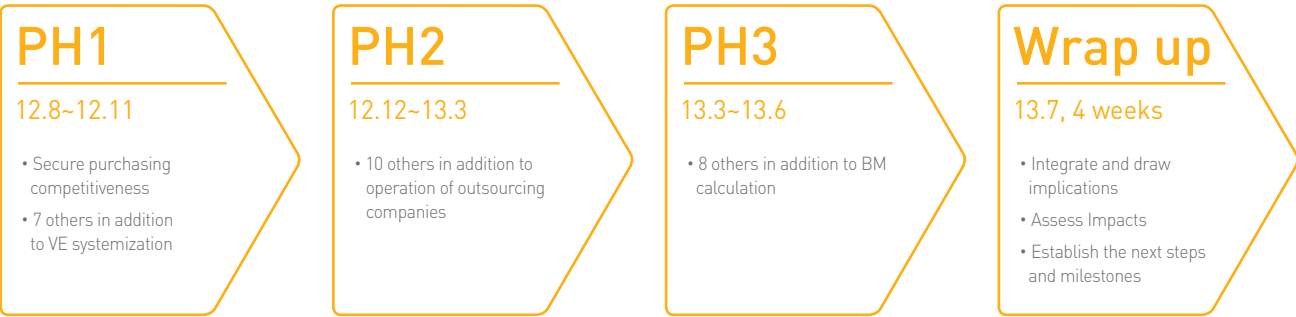 PH1
12.8~12.11
• Secure purchasing
competitiveness
• 7 others in addition
to VE systemization
PH2
12.12~13.3
• 10 others in addition to
operation of outsourcing
companies
PH3
13.3~13.6
• 8 others in addition to BM
calculation
Wrap up
13.7, 4 weeks
• Integrate and draw
implications
• Assess Impacts
• Establish the next steps
and milestones